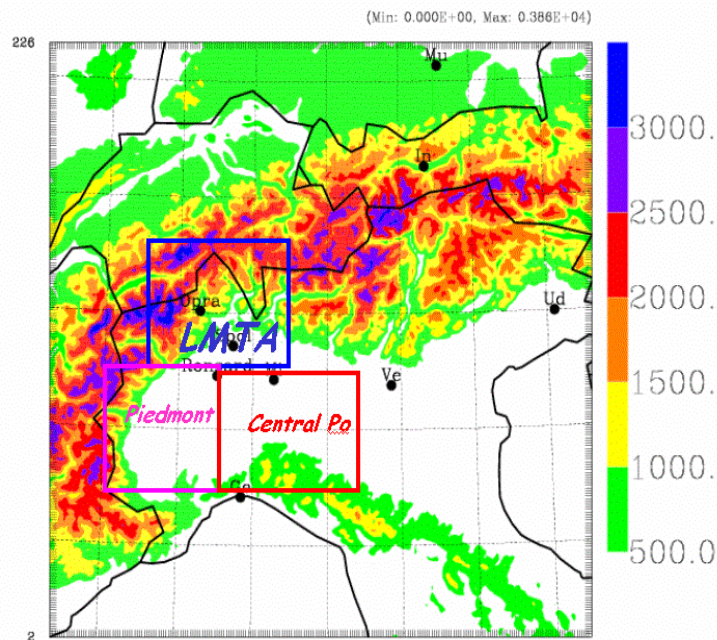 (Min: 0.000E+00, Max: 0.386E+04)
226
Mu
3000.
In
2500.
2000.
Opra
Ud
LMTA
Ve
1500.
Piedmont
Central Po
1000.
Ge
500.0
2